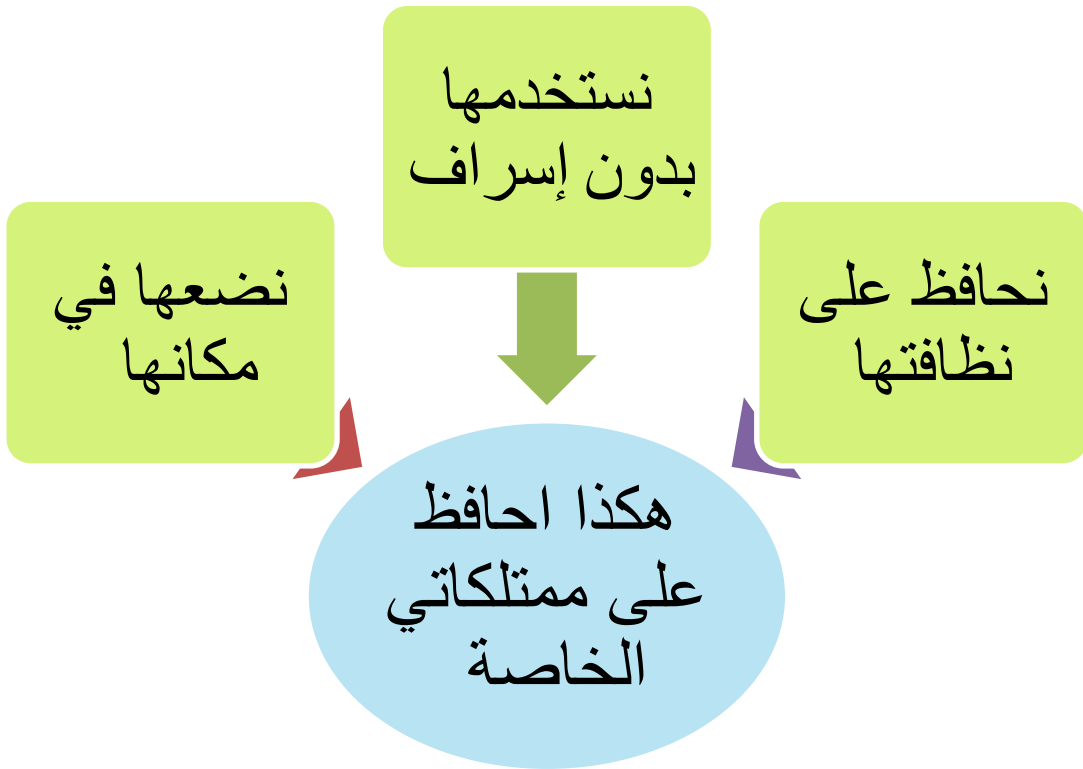 نستخدمها
بدون إسراف
نحافظ على
نظافتها
نضعها في
مكانها
هكذا احافظ
على ممتلكاتي
الخاصة